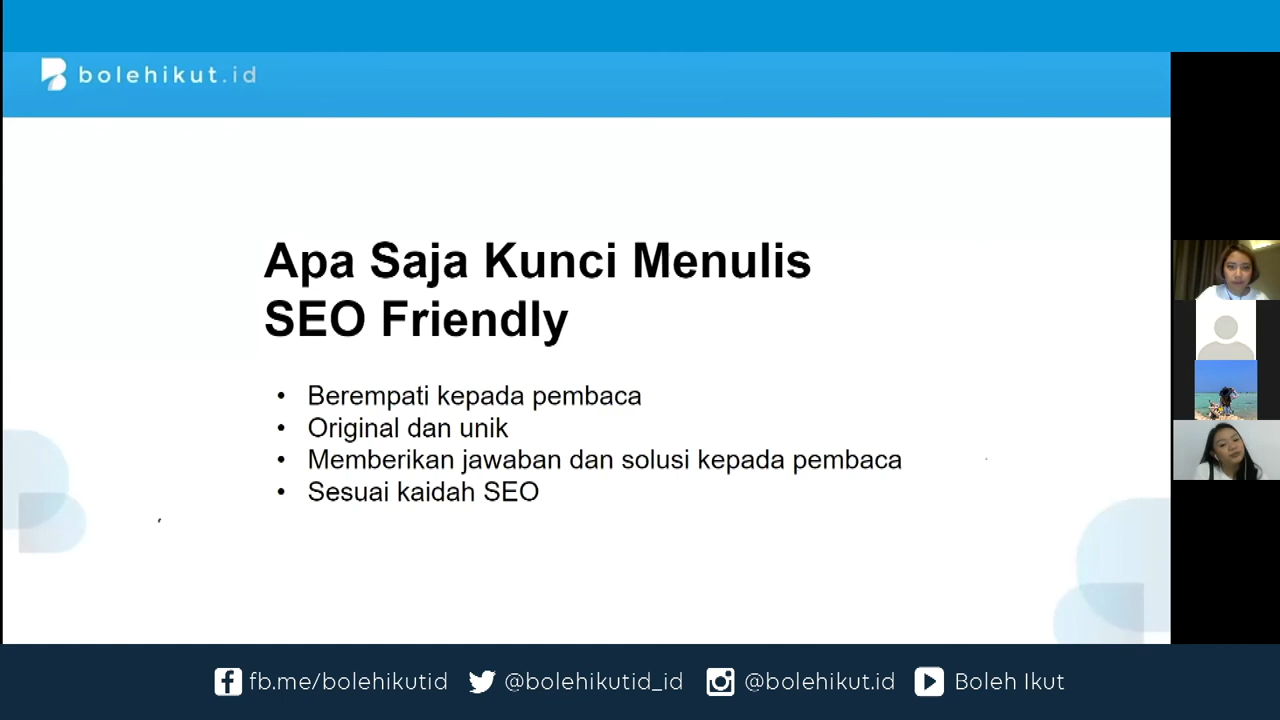 bolehikut.id
Apa Saja Kunci Menulis
SEO Friendly
• Berempati kepada pembaca
• Original dan unik
• Memberikan jawaban dan solusi kepada pembaca
• Sesuai kaidah SEO
fb.me/bolehikutid @bolehikutid_id @bolehikut.id Boleh Ikut